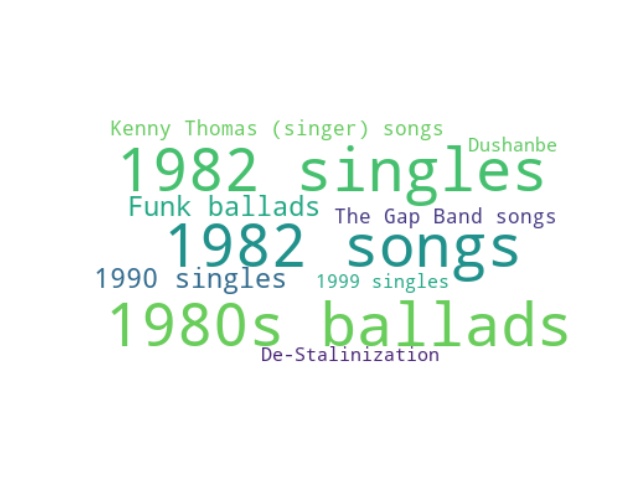 Kenny Thomas (singer) songs
Dushanbe
1982 singles
Funk ballads
The Gap Band songs
1982 songs
1990 singles
1999 singles
1980s ballads
De-Stalinization